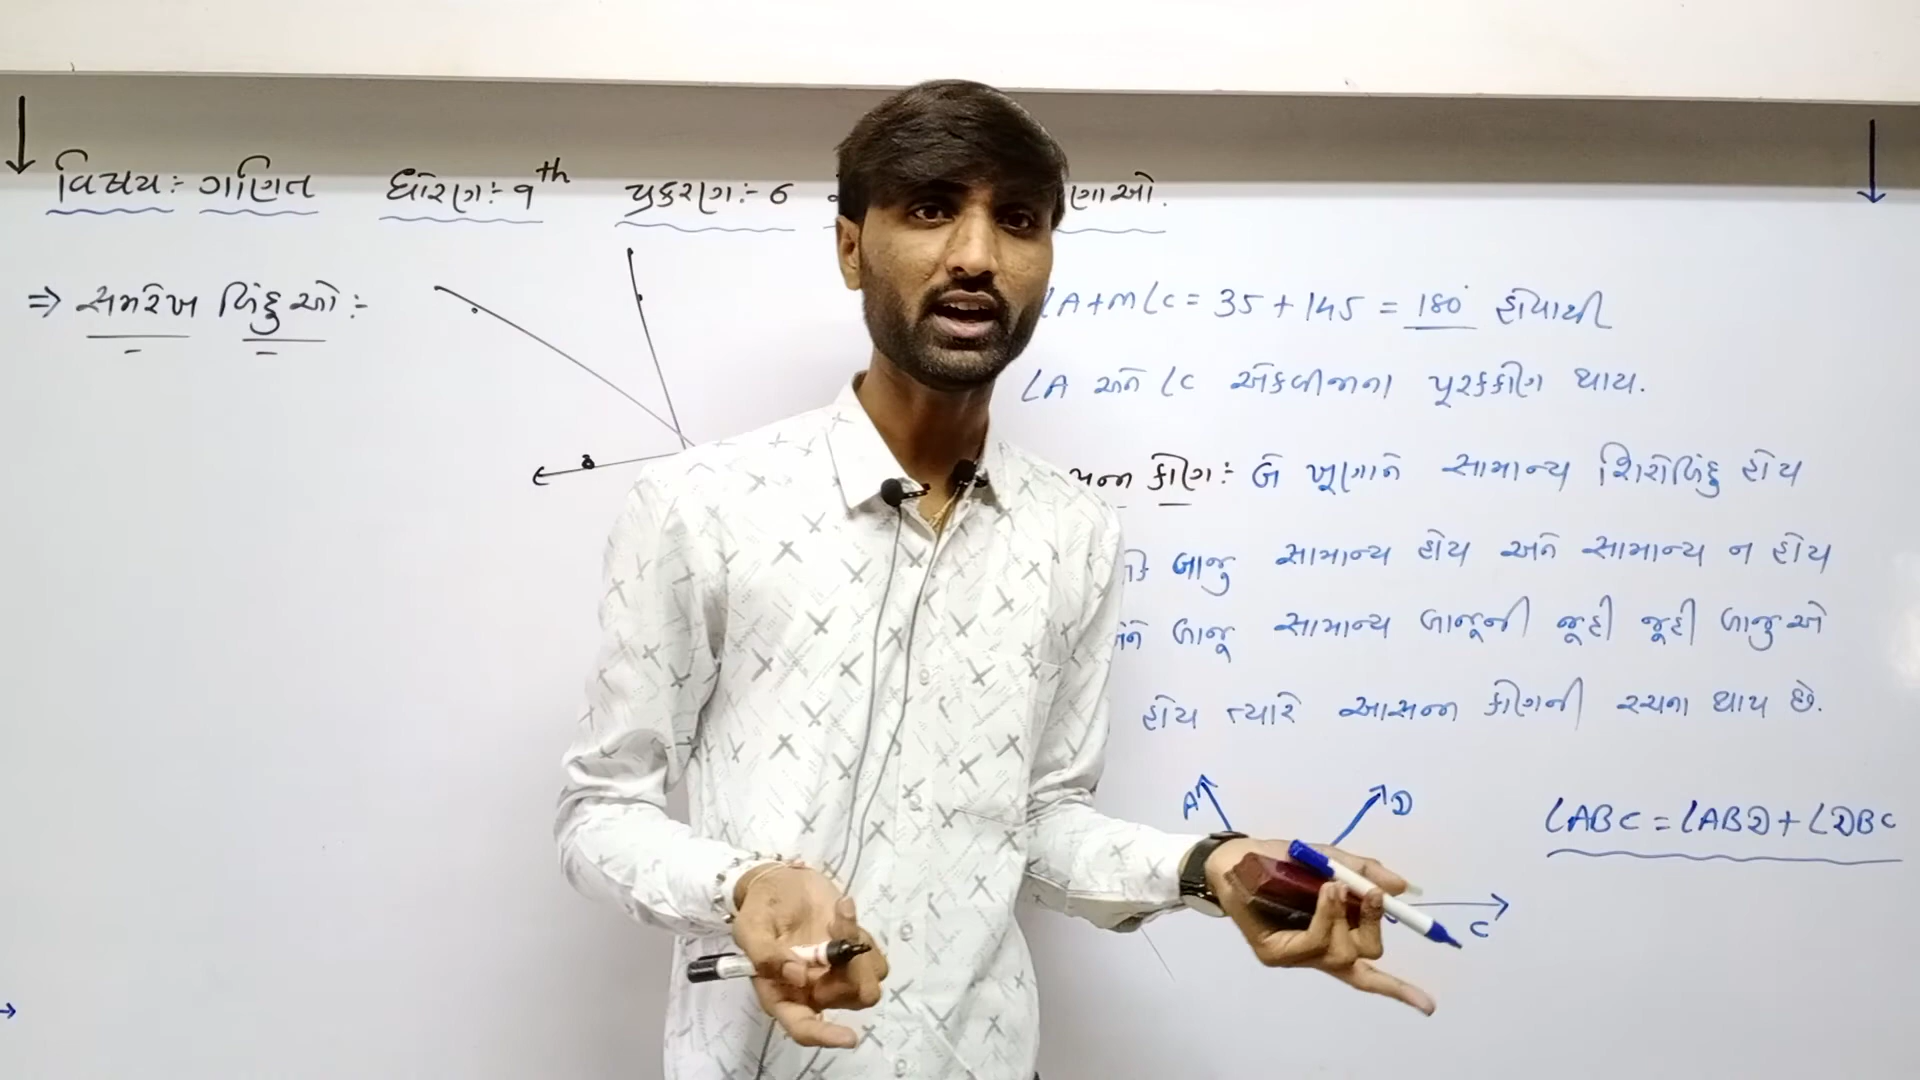 વિષય:- ગણિત ધોરણ:- ૧th પ્રકરણ:- 6 ણાઓ.
⇒ સમરેખ બિંદુઓ:-
∠A+m∠C = 35 + 145 = 180° હોવાથી
∠A અને ∠C એકબીજાના પૂરકકોણ થાય.
કોણ:- બે ખૂણાને સામાન્ય શિરોબિંદુ હોય
બાજુ સામાન્ય હોય અને સામાન્ય ન હોય
બાજુ સામાન્ય બાજુની જૂદી જૂદી બાજુએ
હોય ત્યારે આસન્ન કોણની રચના થાય છે.
A D
∠ABC = ∠ABD + ∠DBC
C